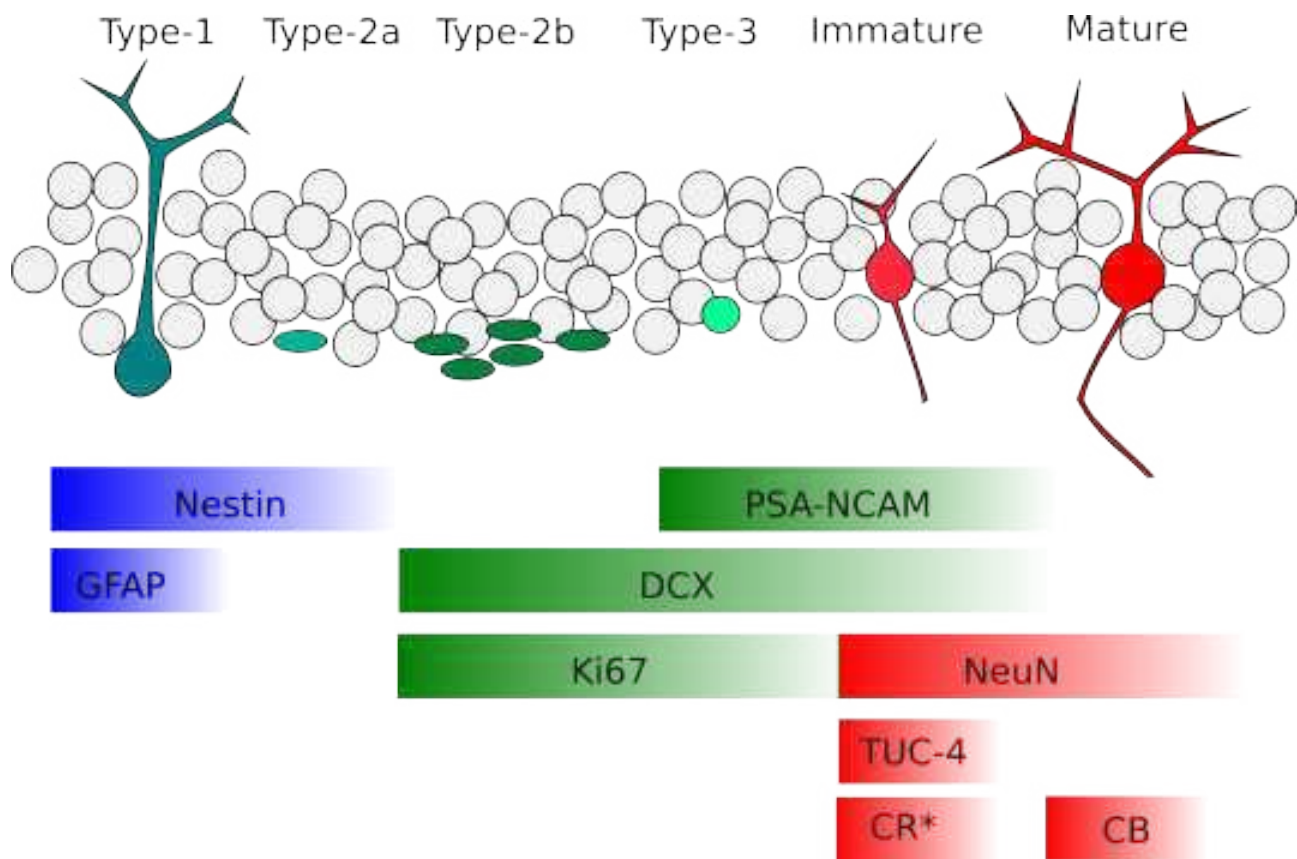 Type-1 Type-2a Type-2b Type-3 Immature Mature
Nestin PSA-NCAM
GFAP DCX
Ki67 NeuN
TUC-4
CR* CB